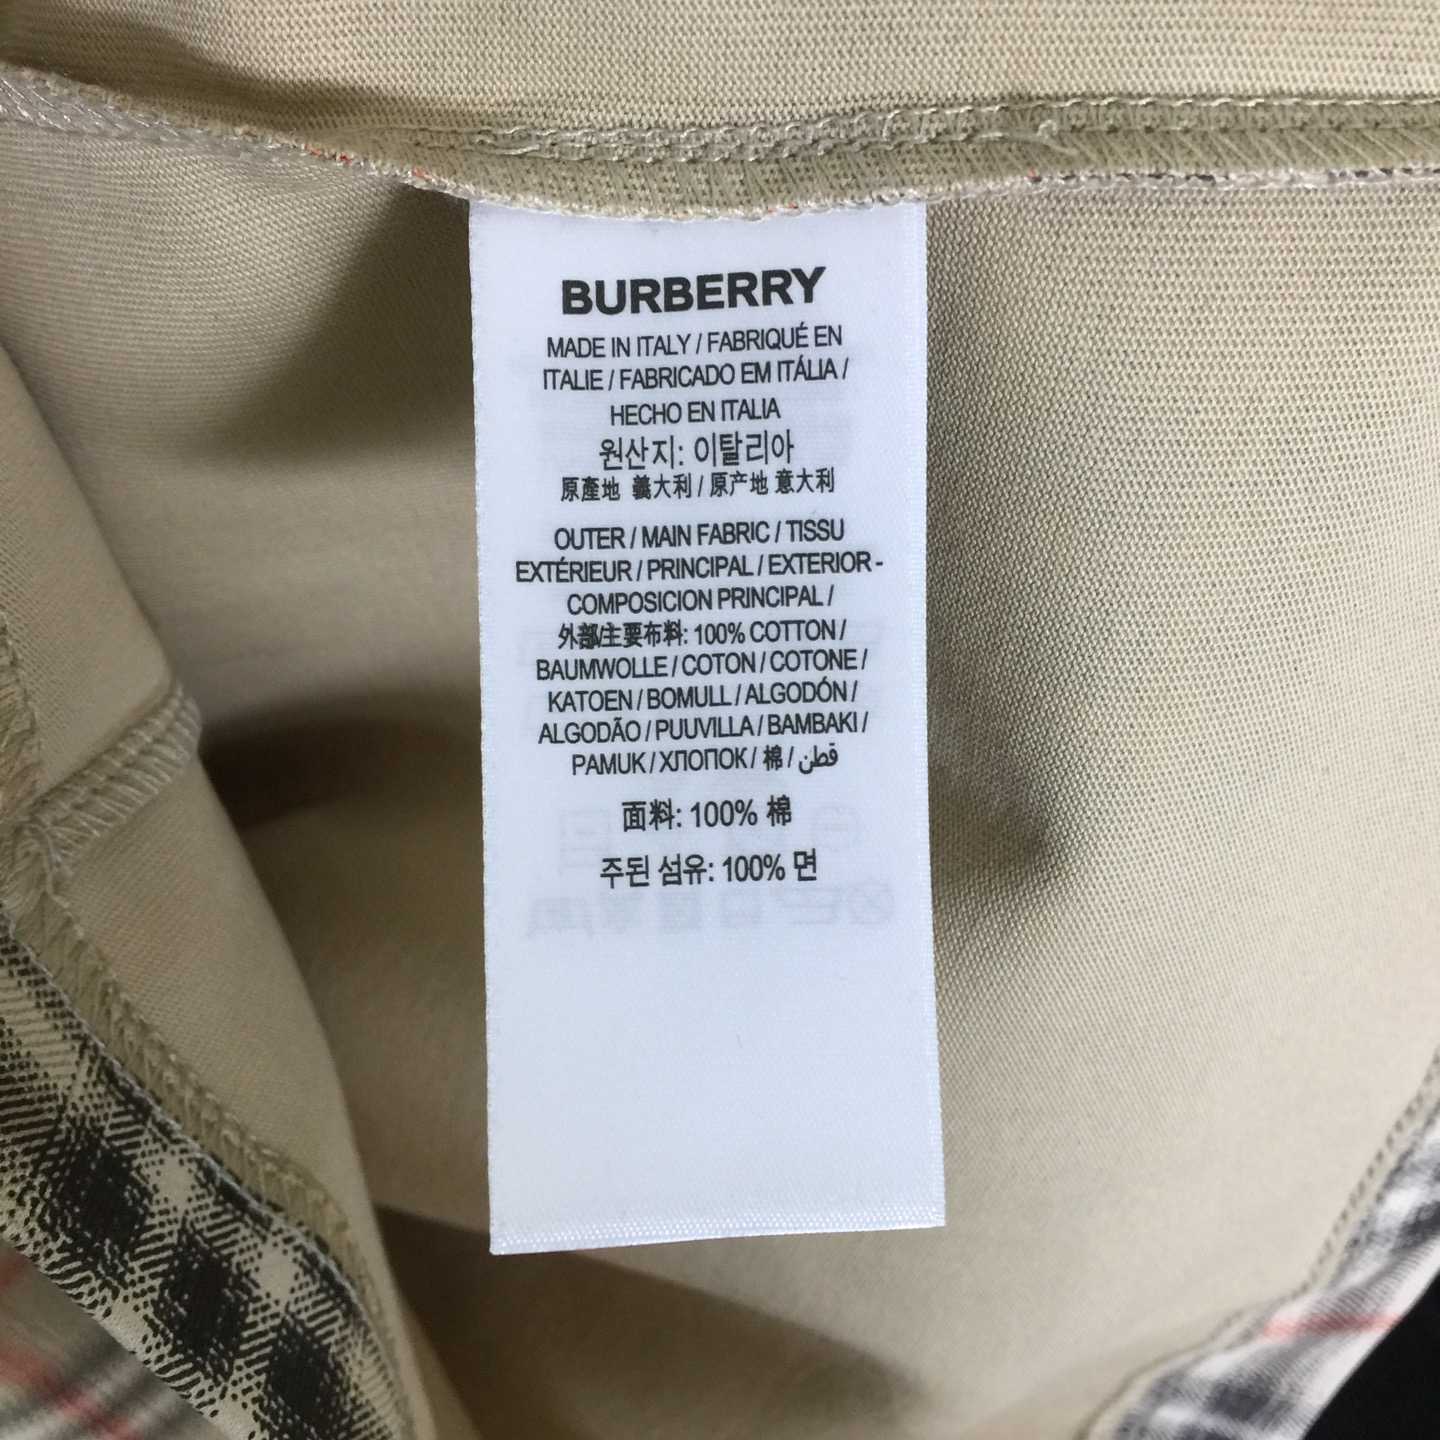 BURBERRY
MADE IN ITALY / FABRIQUÉ EN
ITALIE / FABRICADO EM ITÁLIA /
HECHO EN ITALIA
원산지: 이탈리아
原產地 義大利 / 原产地 意大利
OUTER / MAIN FABRIC / TISSU
EXTÉRIEUR / PRINCIPAL / EXTERIOR -
COMPOSICION PRINCIPAL /
外部/主要布料: 100% COTTON /
BAUMWOLLE / COTON / COTONE /
KATOEN / BOMULL / ALGODÓN /
ALGODÃO / PUUVILLA / BAMBAKI /
PAMUK / ХЛОПОК / 棉 / قطن
面料: 100% 棉
주된 섬유: 100% 면